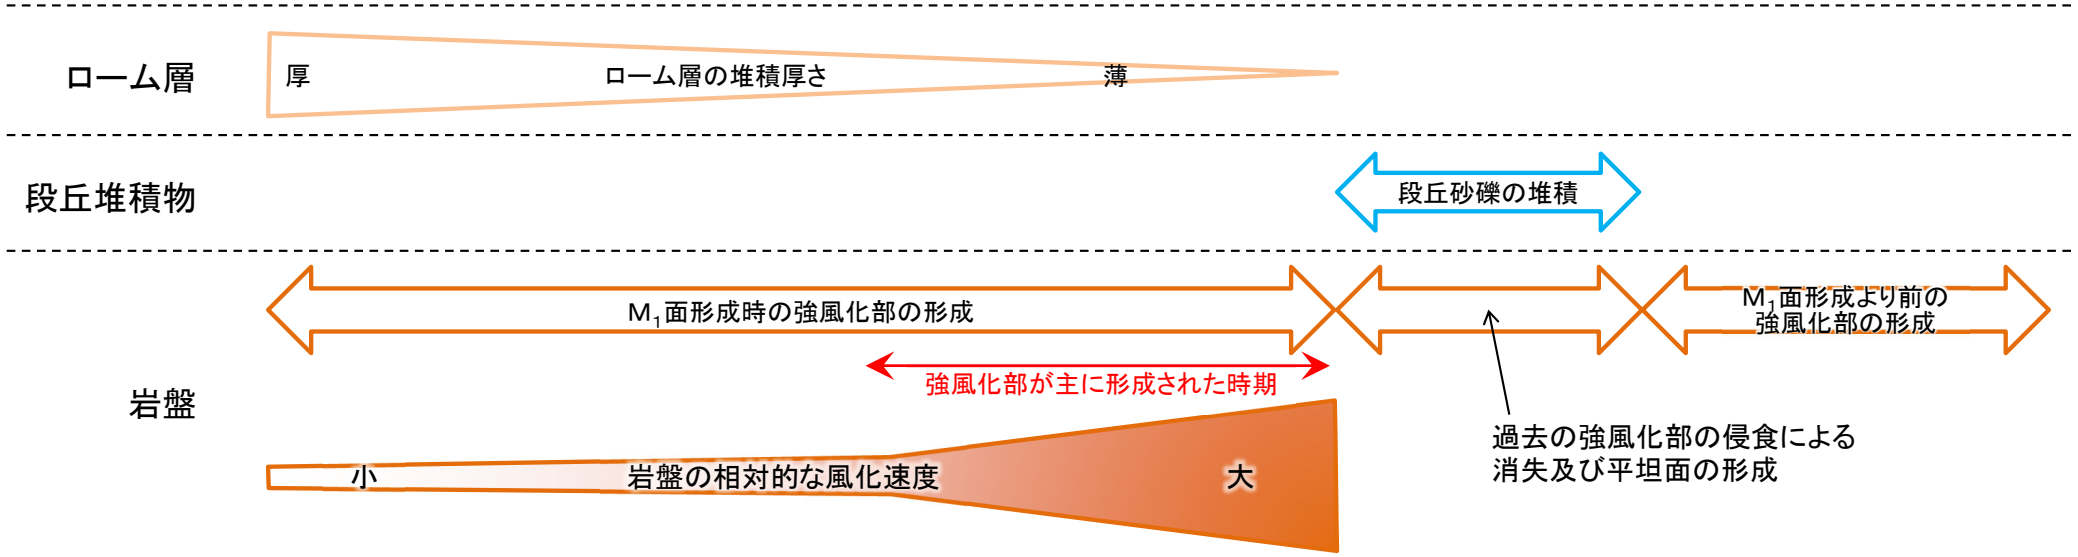 ローム層
厚
ローム層の堆積厚さ
薄
段丘堆積物
段丘砂礫の堆積
M1面形成時の強風化部の形成
M1面形成より前の
強風化部の形成
強風化部が主に形成された時期
岩盤
過去の強風化部の侵食による
消失及び平坦面の形成
小
岩盤の相対的な風化速度
大